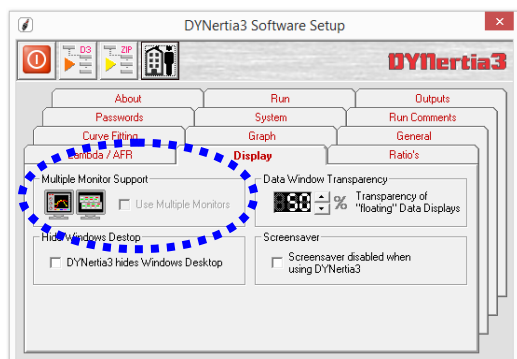 DYNertia3 Software Setup
D3
ZIP
DYNertia3
About
Run
Outputs
Passwords
System
Run Comments
Curve Fitting
Graph
General
Lambda / AFR
Display
Ratio's
Multiple Monitor Support
Use Multiple Monitors
Data Window Transparency
50 %
Transparency of
"floating" Data Displays
Hide Windows Destop
DYNertia3 hides Windows Desktop
Screensaver
Screensaver disabled when
using DYNertia3